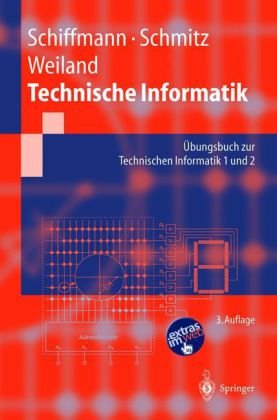 Schiffmann · Schmitz
Weiland
Technische Informatik
Übungsbuch zur
Technischen Informatik 1 und 2
3. Auflage
extras
im web
Springer